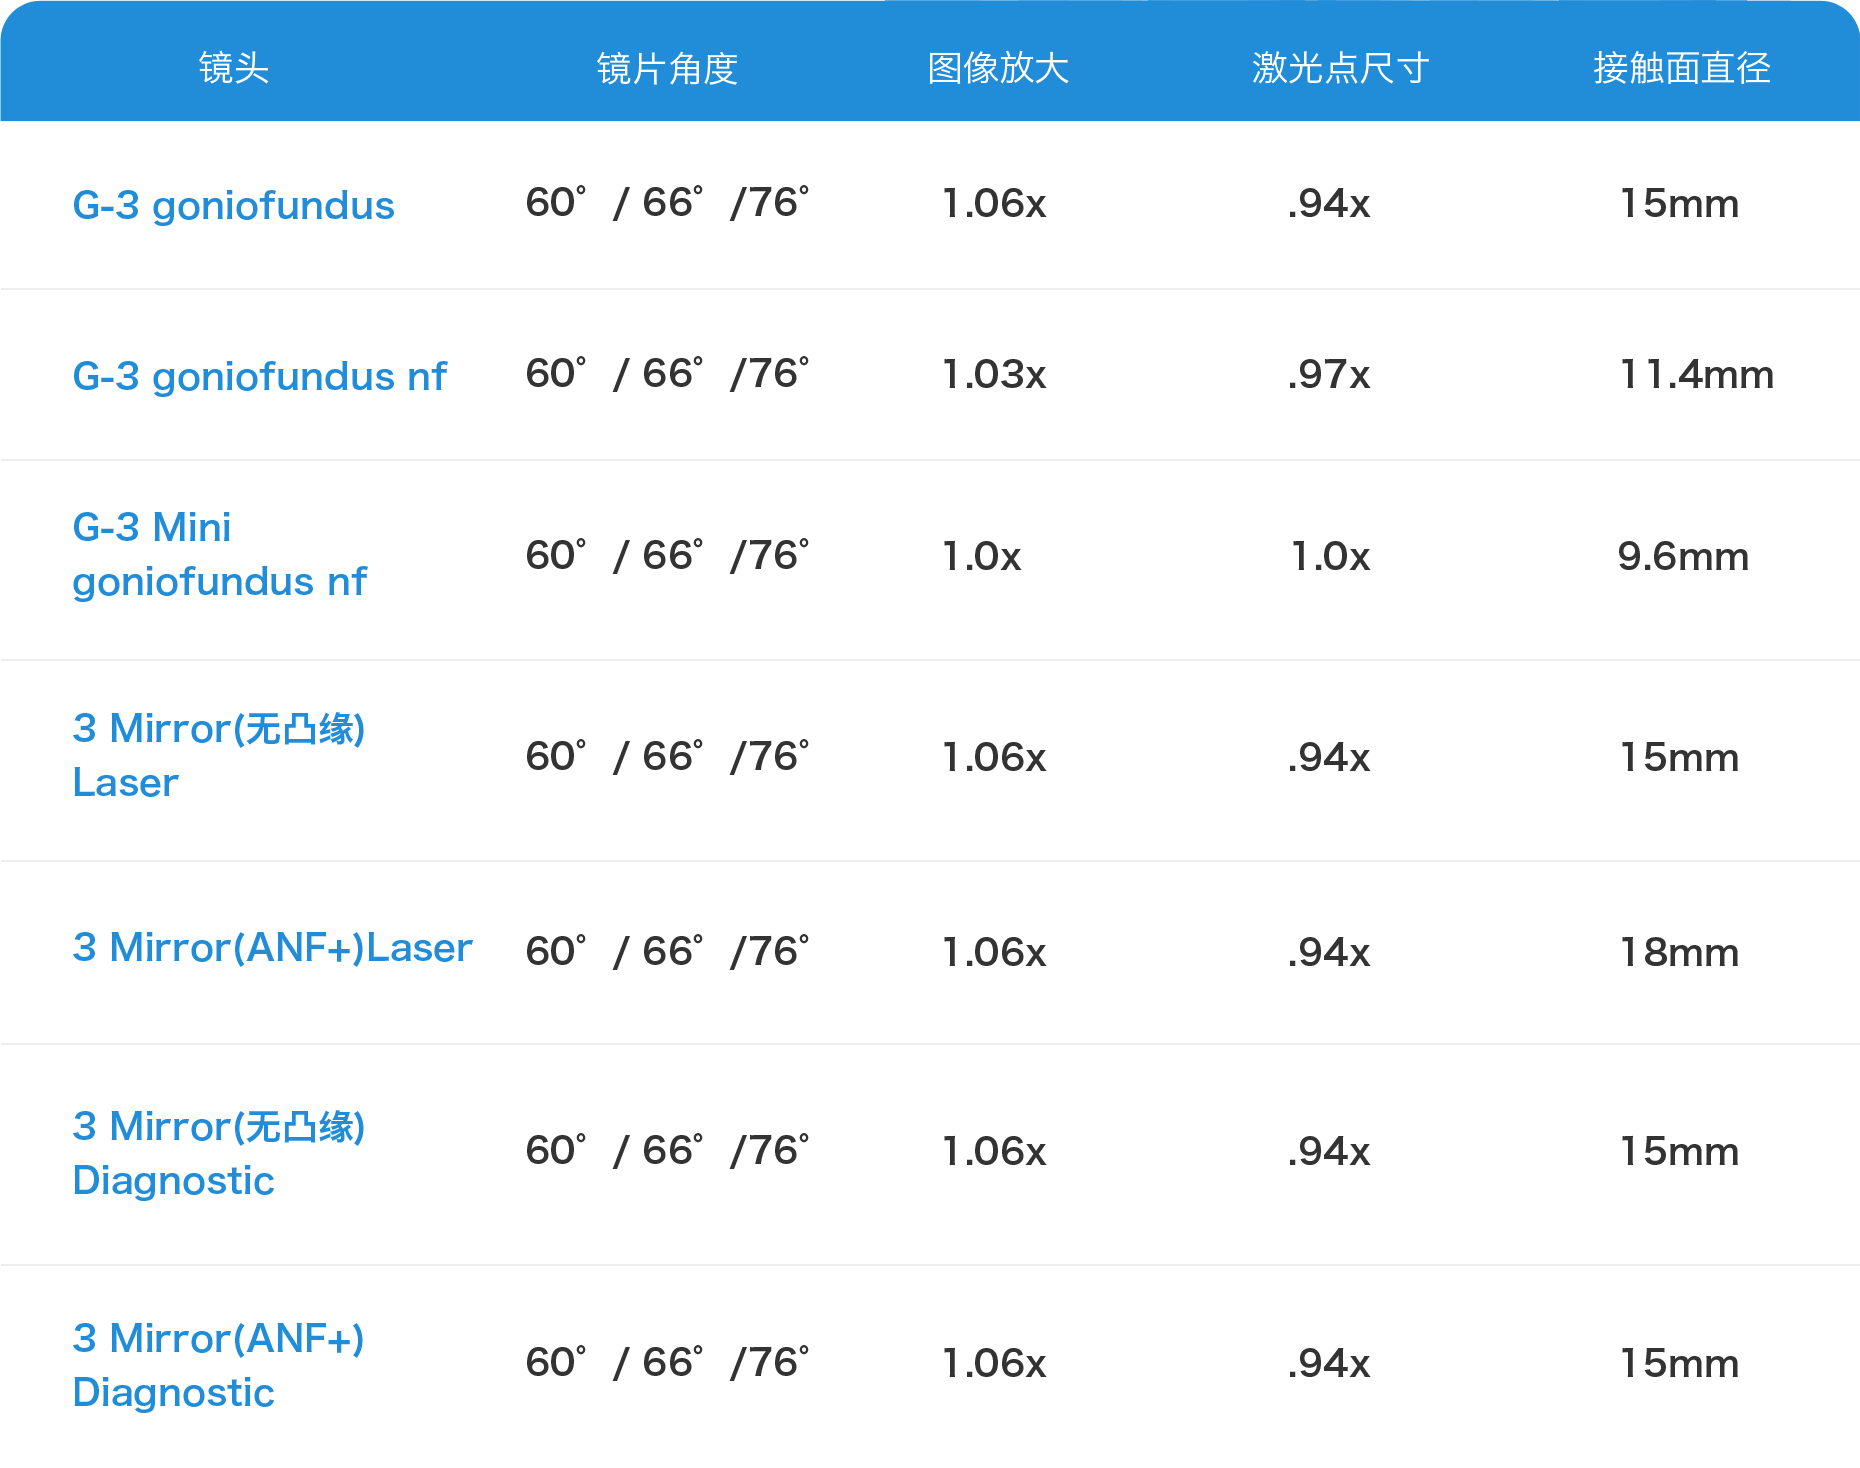 镜头 镜片角度 图像放大 激光点尺寸 接触面直径
G-3 goniofundus 60° / 66° /76° 1.06x .94x 15mm
G-3 goniofundus nf 60° / 66° /76° 1.03x .97x 11.4mm
G-3 Mini
goniofundus nf 60° / 66° /76° 1.0x 1.0x 9.6mm
3 Mirror(无凸缘)
Laser 60° / 66° /76° 1.06x .94x 15mm
3 Mirror(ANF+)Laser 60° / 66° /76° 1.06x .94x 18mm
3 Mirror(无凸缘)
Diagnostic 60° / 66° /76° 1.06x .94x 15mm
3 Mirror(ANF+)
Diagnostic 60° / 66° /76° 1.06x .94x 15mm